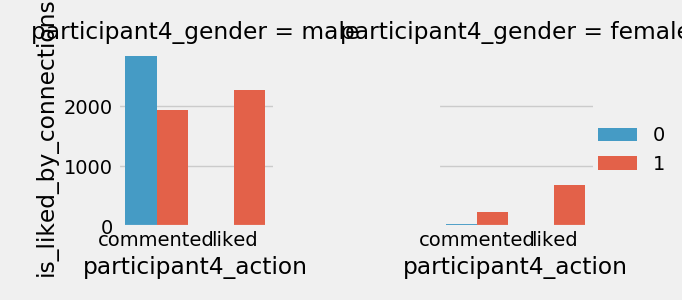 participant4_gender = male
participant4_gender = female
is_liked_by_connections
2000
1000
0
commented liked
commented liked
participant4_action
participant4_action
0
1